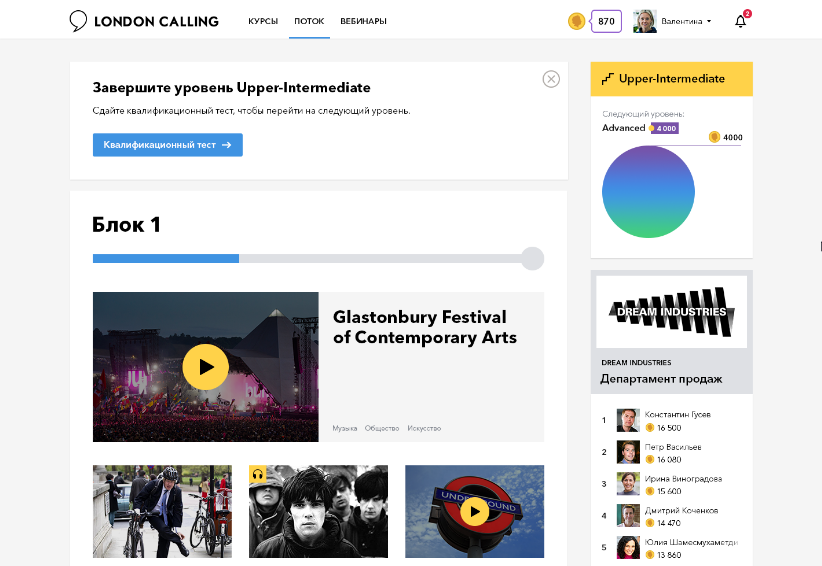 LONDON CALLING
КУРСЫ
ПОТОК
ВЕБИНАРЫ
870
Валентина
2
Завершите уровень Upper-Intermediate
Сдайте квалификационный тест, чтобы перейти на следующий уровень.
Квалификационный тест
Блок 1
Glastonbury Festival
of Contemporary Arts
Музыка Общество Искусство
UNDERGROUND
Upper-Intermediate
Следующий уровень:
Advanced 4 000
4000
DREAM INDUSTRIES
DREAM INDUSTRIES
Департамент продаж
1 Константин Гусев
16 500
2 Петр Васильев
16 080
3 Ирина Виноградова
15 600
4 Дмитрий Коченков
14 470
5 Юлия Шамесмухаметди
13 860